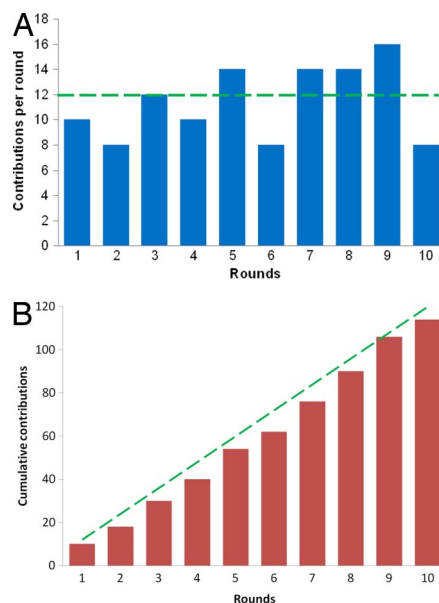 A
Contributions per round
18
16
14
12
10
8
6
4
2
0
1 2 3 4 5 6 7 8 9 10
Rounds
B
Cumulative contributions
120
100
80
60
40
20
0
1 2 3 4 5 6 7 8 9 10
Rounds